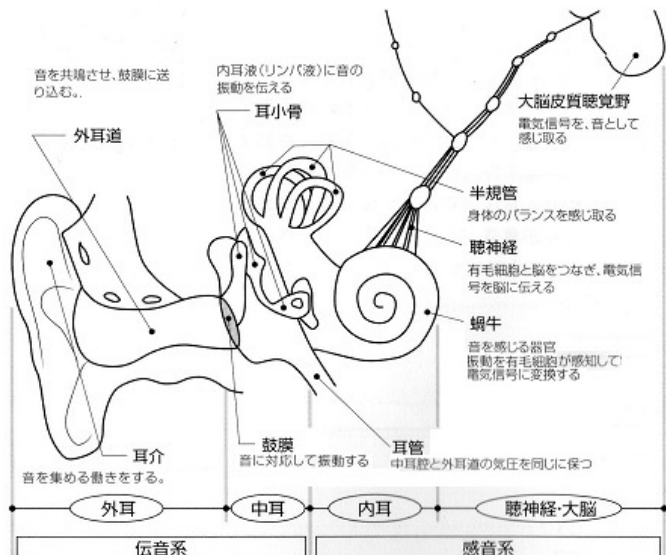 音を共鳴させ、鼓膜に送
り込む。.
外耳道
内耳液(リンパ液)に音の
振動を伝える
耳小骨
大脳皮質聴覚野
電気信号を、音として
感じ取る
半規管
身体のバランスを感じ取る
聴神経
有毛細胞と脳をつなぎ、電気信
号を脳に伝える
蝸牛
音を感じる器官
振動を有毛細胞が感知して
電気信号に変換する
耳介
音を集める働きをする。
鼓膜
音に対応して振動する
耳管
中耳腔と外耳道の気圧を同じに保つ
外耳
中耳
内耳
聴神経・大脳
伝音系
感音系